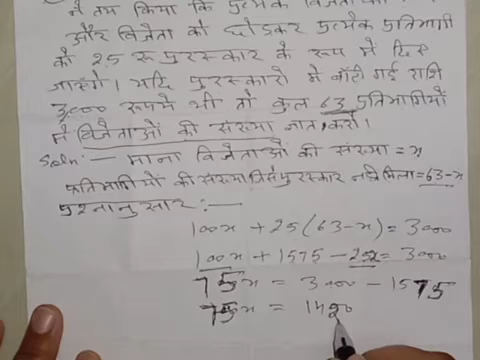 ने तय किया कि प्रत्येक विजेता को
और विजेता को छोड़कर प्रत्येक प्रतिभागी
को 25 रू पुरस्कार के रूप में दिए
जाएंगे। यदि पुरस्कारों में बाँटी गई राशि
3,000 रूपये थी तो कुल 63 प्रतिभागियों
में विजेताओं की संख्या ज्ञात करो।
Soln:— माना विजेताओं की संख्या = x
प्रतिभागियों की संख्या जिसे पुरस्कार नही मिला = 63-x
प्रश्नानुसार:—
100x + 25(63-x) = 3000
100x + 1575 - 25x = 3000
75x = 3000 - 1575
75x =